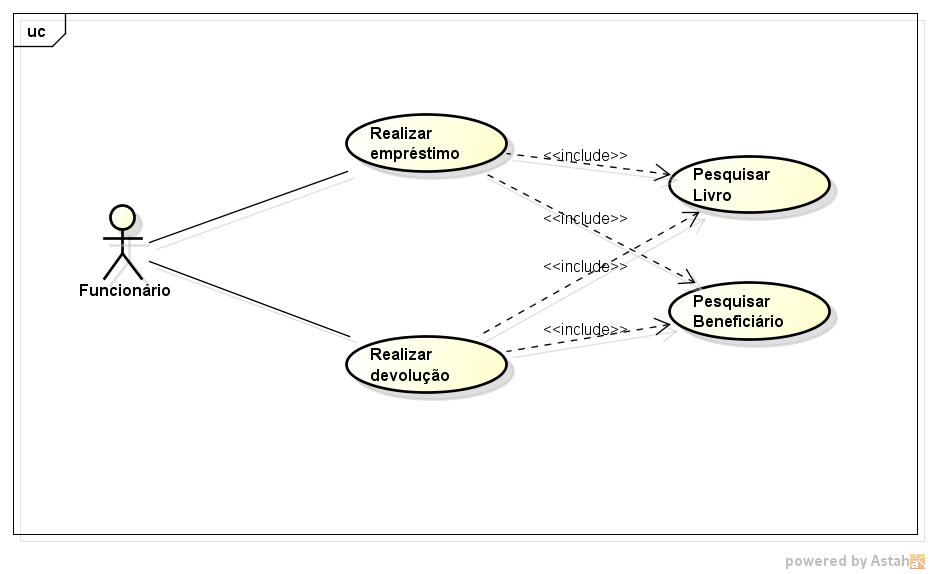 uc
Realizar
empréstimo
<<include>>
Pesquisar
Livro
<<include>>
Funcionário
<<include>>
Pesquisar
Beneficiário
<<include>>
Realizar
devolução
powered by Astah